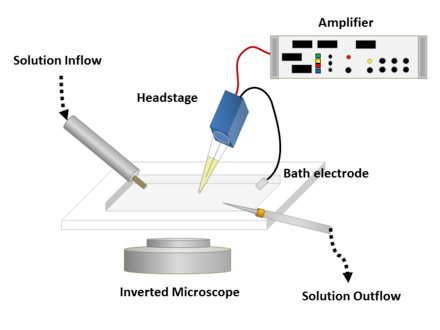 Amplifier
Solution Inflow
Headstage
Bath electrode
Inverted Microscope
Solution Outflow